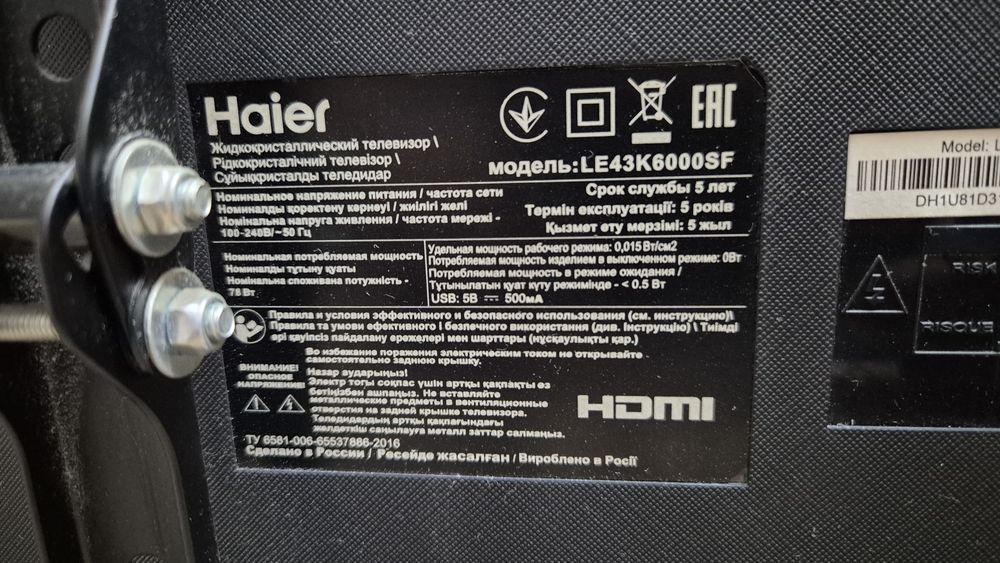 Haier
EAC
Жидкокристаллический телевизор \
Рідкокристалічний телевізор \
Сұйыққристалды теледидар
модель:LE43K6000SF
Срок службы 5 лет
Термін експлуатації: 5 років
Қызмет ету мерзімі: 5 жыл
Номинальное напряжение питания / частота сети
Номиналды қоректену кернеуі / жиілігі желі
Номінальна напруга живлення / частота мережі -
100-240В/~50 Гц
Номинальная потребляемая мощность
Номиналды тұтыну қуаты
Номінальна споживана потужність -
78 Вт
Удельная мощность рабочего режима: 0,015 Вт/см2
Потребляемая мощность изделием в выключенном режиме: 0Вт
Потребляемая мощность в режиме ожидания /
Тұтынылатын қуат күту режимінде - < 0.5 Вт
USB: 5В 500мА
Правила и условия эффективного и безопасного использования (см. инструкцию)\
Правила та умови ефективного і безпечного використання (див. Інструкцію)\ Тиімді
әрі қауіпсіз пайдалану ережелері мен шарттары (нұсқаулықты қар.)
ВНИМАНИЕ!
ОПАСНОЕ
НАПРЯЖЕНИЕ!
Во избежание поражения электрическим током не открывайте
самостоятельно заднюю крышку.
Назар аударыңыз!
Электр тогы соқпас үшін артқы қақпақты өз
бетіңізбен ашпаңыз. Не вставляйте
металлические предметы в вентиляционные
отверстия на задней крышке телевизора.
Теледидардың артқы қақпағындағы
желдеткіш саңылауға металл заттар салмаңыз.
HDMI
ТУ 6581-006-65537886-2016
Сделано в России / Ресейде жасалған / Вироблено в Росії
Model: L
DH1U81D3
RISK
RISQUE